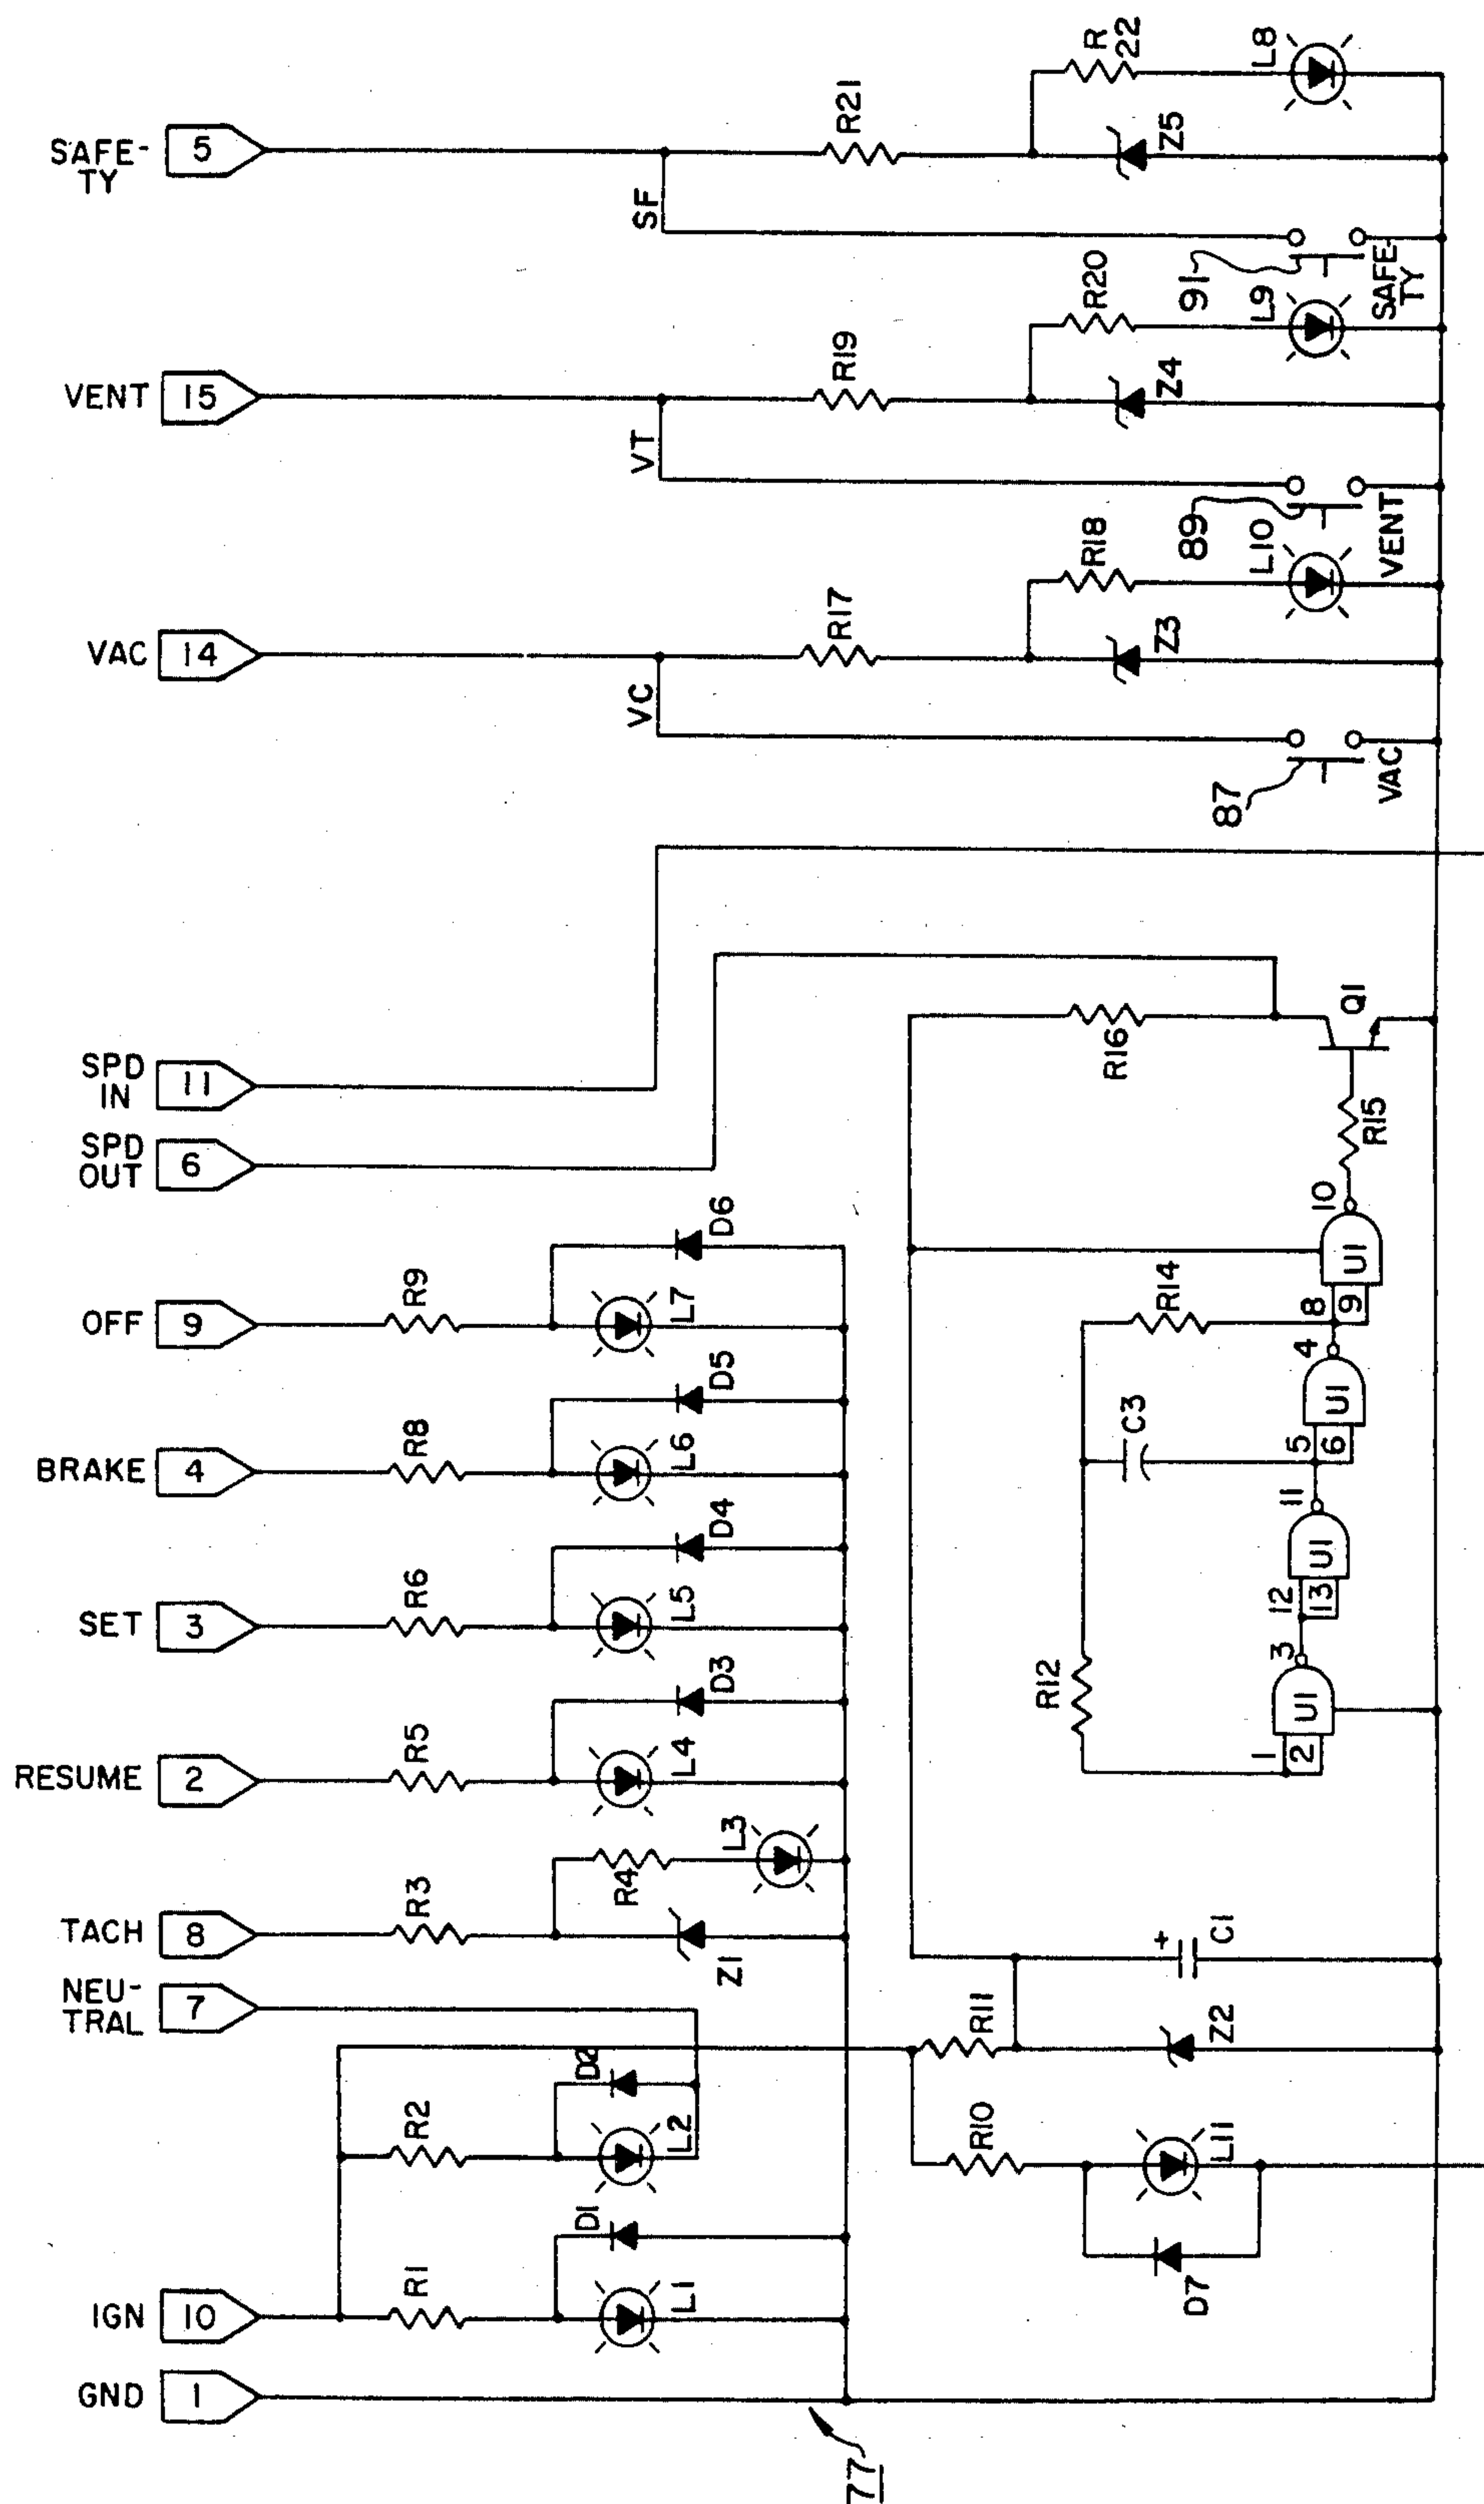 SAFE-
TY
5
R21
R
22
L8
Z5
SF
91
SAFE-
TY
VENT
15
R19
R20
L9
Z4
VT
89
VENT
VAC
14
R17
R18
L10
Z3
VC
87
VAC
SPD
IN
11
SPD
OUT
6
R16
Q1
R15
10
U1
8
9
R14
4
U1
5
6
C3
11
U1
12
13
3
U1
1
2
R12
OFF
9
R9
D6
L7
BRAKE
4
R8
D5
L6
SET
3
R6
D4
L5
RESUME
2
R5
D3
L4
TACH
8
R3
R4
L3
Z1
NEU-
TRAL
7
R2
D2
L2
R11
+
C1
Z2
R10
L11
D7
IGN
10
R1
D1
L1
GND
1
77